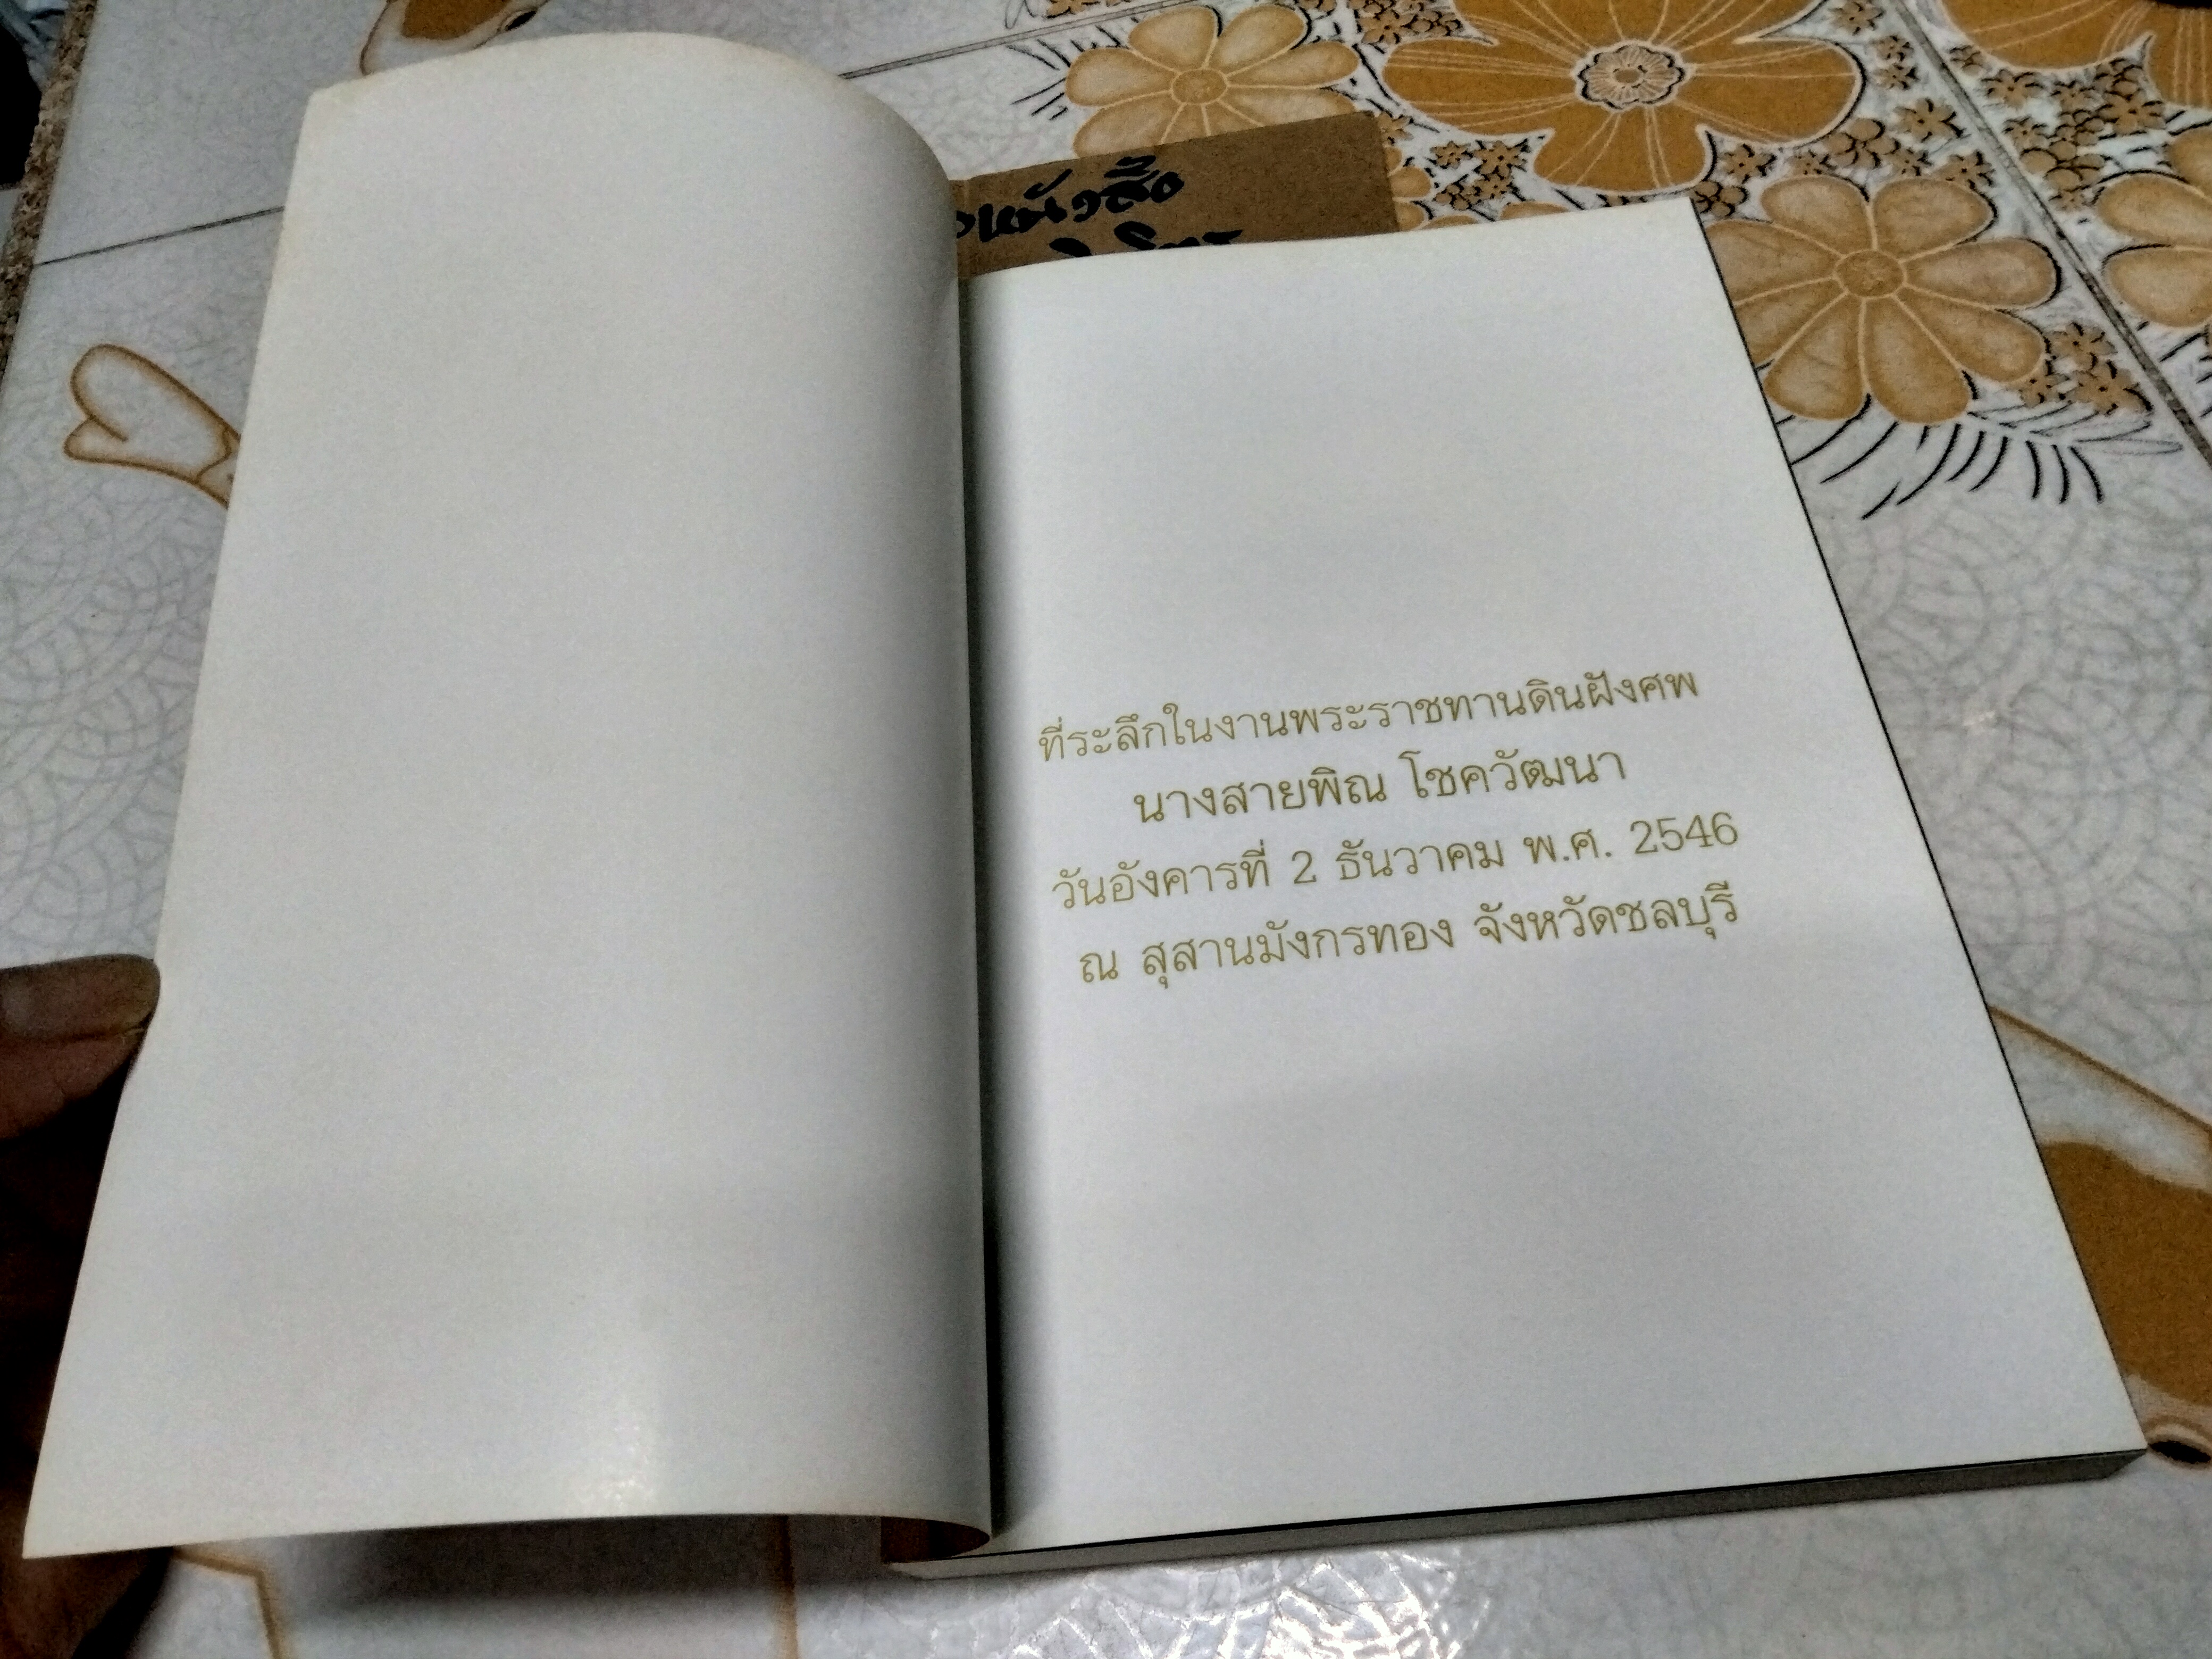 ที่ระลึกในงานพระราชทานดินฝังศพ
นางสายพิณ โชควัฒนา
วันอังคารที่ 2 ธันวาคม พ.ศ. 2546
ณ สุสานมังกรทอง จังหวัดชลบุรี